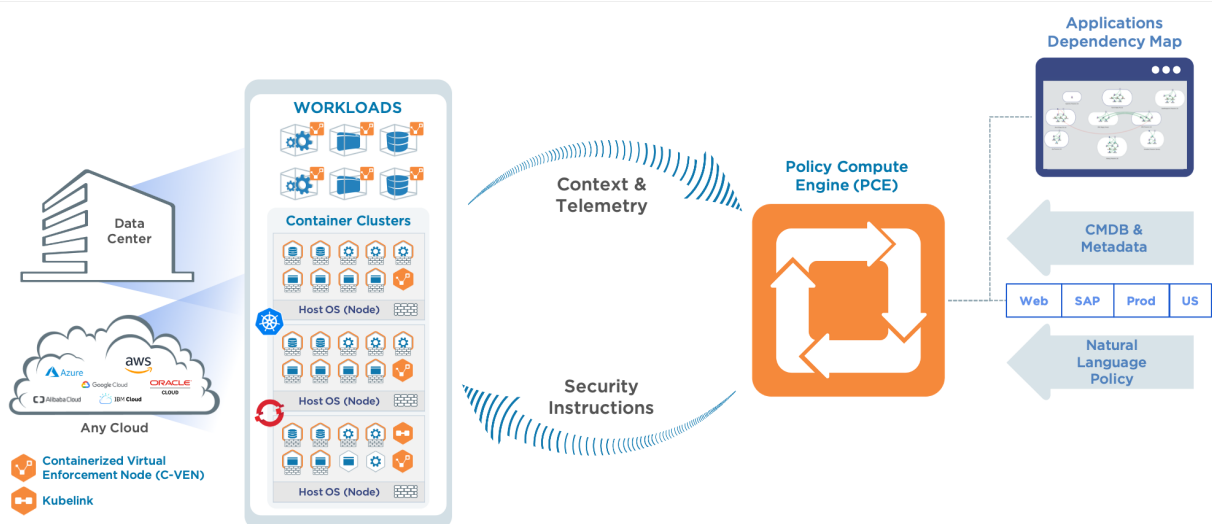 Applications
Dependency Map
WORKLOADS
Container Clusters
Host OS (Node)
Host OS (Node)
Host OS (Node)
Data
Center
Azure
aws
Google Cloud
ORACLE
CLOUD
Alibaba Cloud
IBM Cloud
Any Cloud
Containerized Virtual
Enforcement Node (C-VEN)
Kubelink
Context &
Telemetry
Security
Instructions
Policy Compute
Engine (PCE)
CMDB &
Metadata
Web
SAP
Prod
US
Natural
Language
Policy